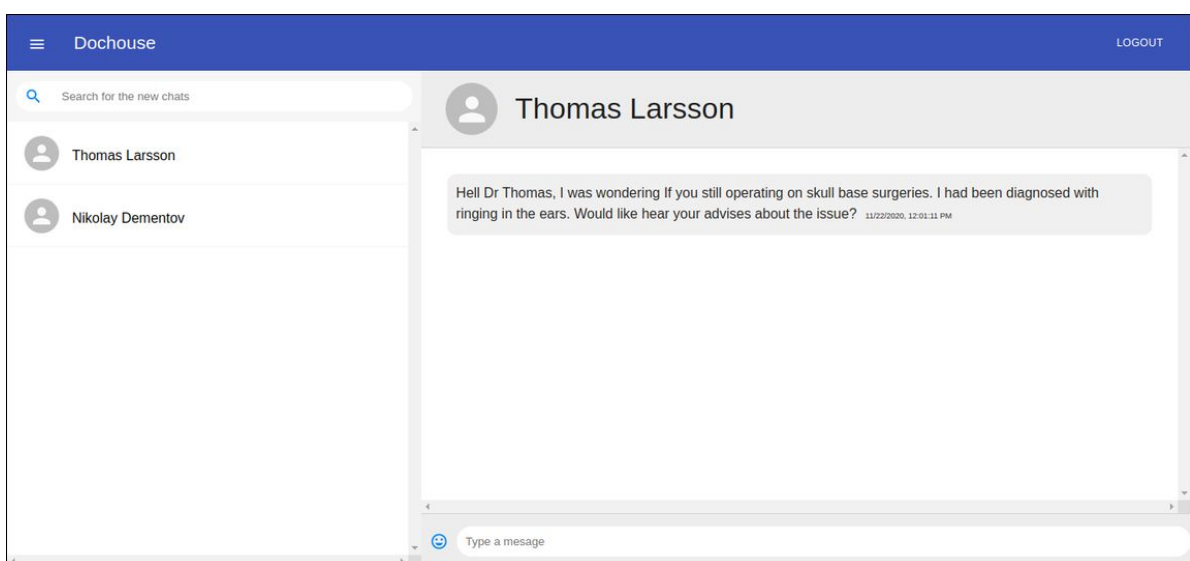 Dochouse
LOGOUT
Search for the new chats
Thomas Larsson
Nikolay Dementov
Thomas Larsson
Hell Dr Thomas, I was wondering If you still operating on skull base surgeries. I had been diagnosed with
ringing in the ears. Would like hear your advises about the issue? 11/22/2020, 12:01:11 PM
Type a mesage